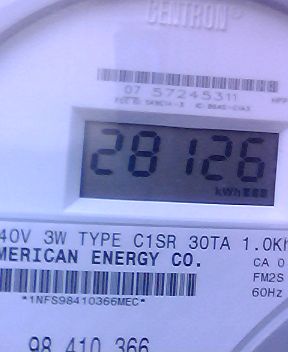 CENTRON®
07 57245311
28126
kWh
40V 3W TYPE C1SR 30TA 1.0Kh
MERICAN ENERGY CO.
CA 0
FM2S
60Hz
*1NFS98410366MEC*
98 410 366